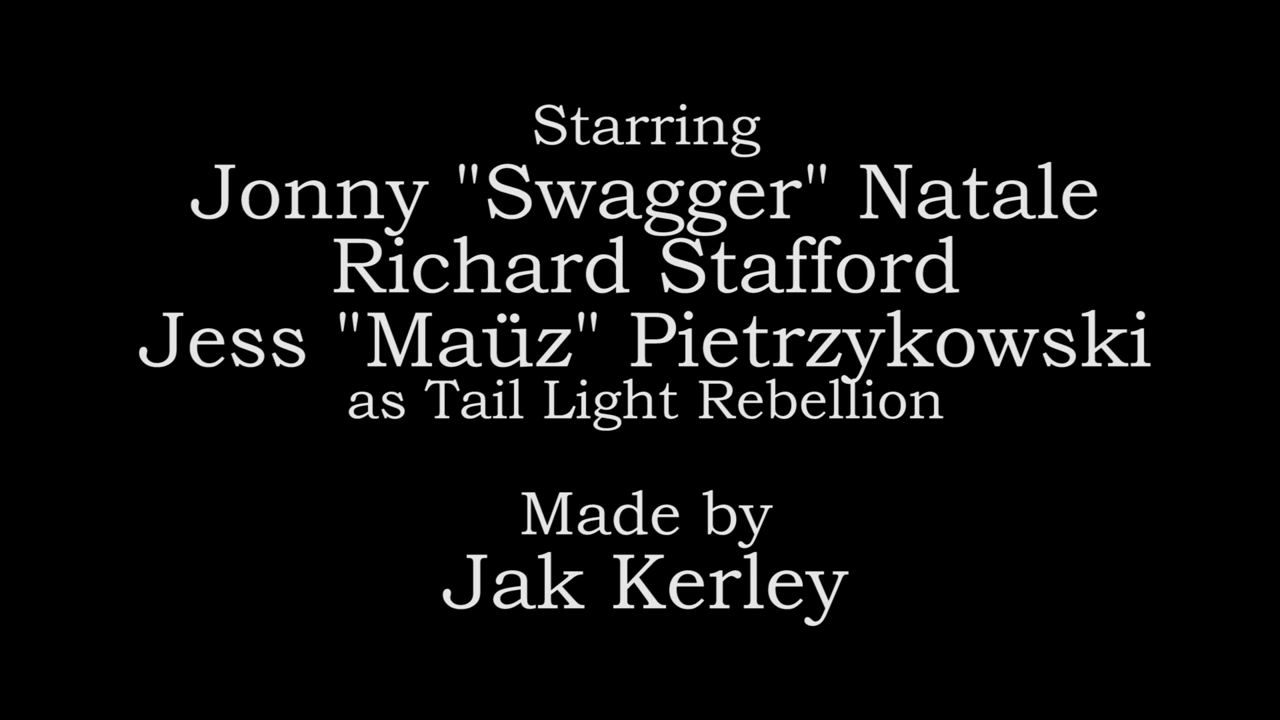 Starring
Jonny "Swagger" Natale
Richard Stafford
Jess "Maüz" Pietrzykowski
as Tail Light Rebellion
Made by
Jak Kerley